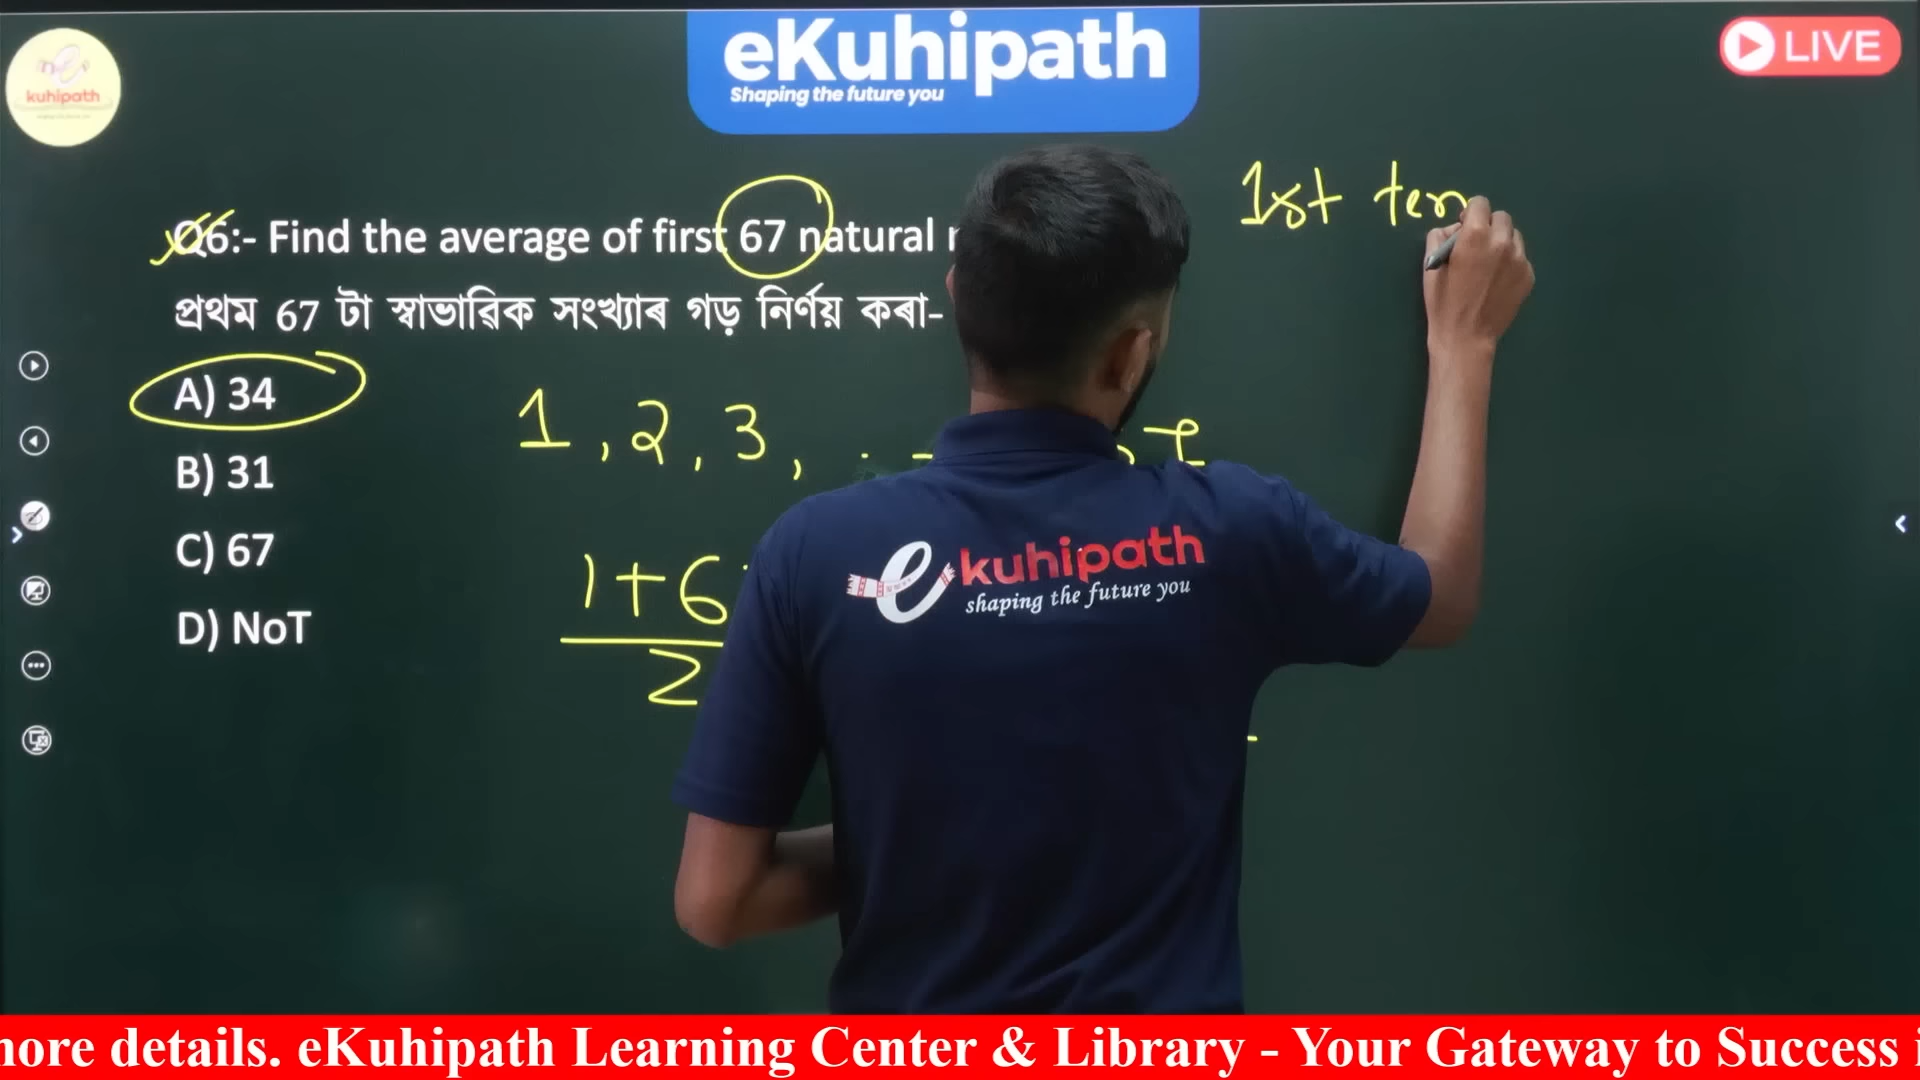 eKuhipath
Shaping the future you
LIVE
kuhipath
Q6:- Find the average of first 67 natural
প্ৰথম 67 টা স্বাভাৱিক সংখ্যাৰ গড় নিৰ্ণয় কৰা-
A) 34
B) 31
C) 67
D) NoT
1st ter
1 , 2 , 3 ,
1+6
2
e kuhipath
shaping the future you
more details. eKuhipath Learning Center & Library - Your Gateway to Success i